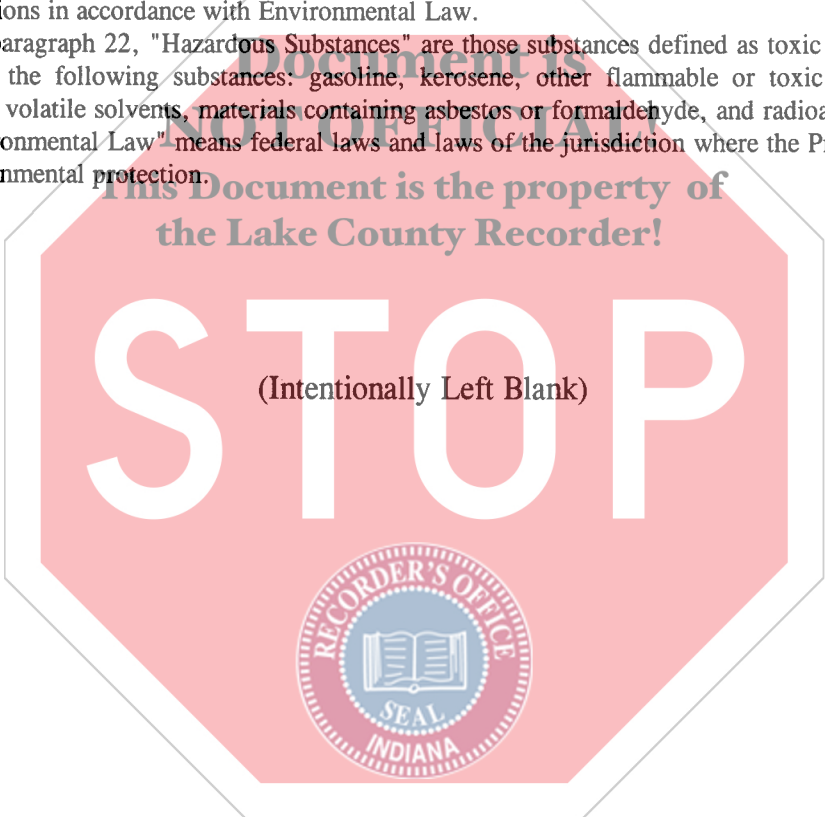 ions in accordance with Environmental Law.
aragraph 22, "Hazardous Substances" are those substances defined as toxic
the following substances: gasoline, kerosene, other flammable or toxic
volatile solvents, materials containing asbestos or formaldehyde, and radioa
onmental Law" means federal laws and laws of the jurisdiction where the P
nmental protection.
Document is
NOT OFFICIAL!
This Document is the property of
the Lake County Recorder!
STOP
(Intentionally Left Blank)
RECORDER'S OFFICE
SEAL
INDIANA